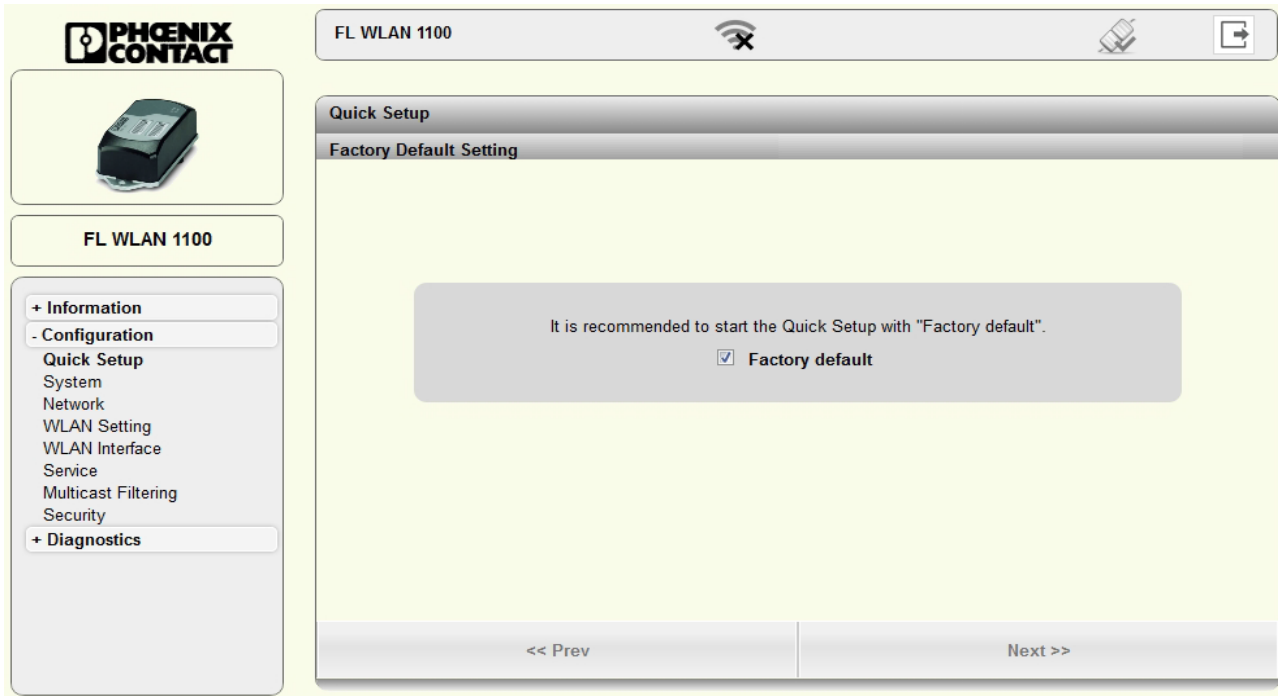 PHŒNIX
CONTACT
FL WLAN 1100
FL WLAN 1100
+ Information
- Configuration
Quick Setup
System
Network
WLAN Setting
WLAN Interface
Service
Multicast Filtering
Security
+ Diagnostics
Quick Setup
Factory Default Setting
It is recommended to start the Quick Setup with "Factory default".
Factory default
<< Prev
Next >>